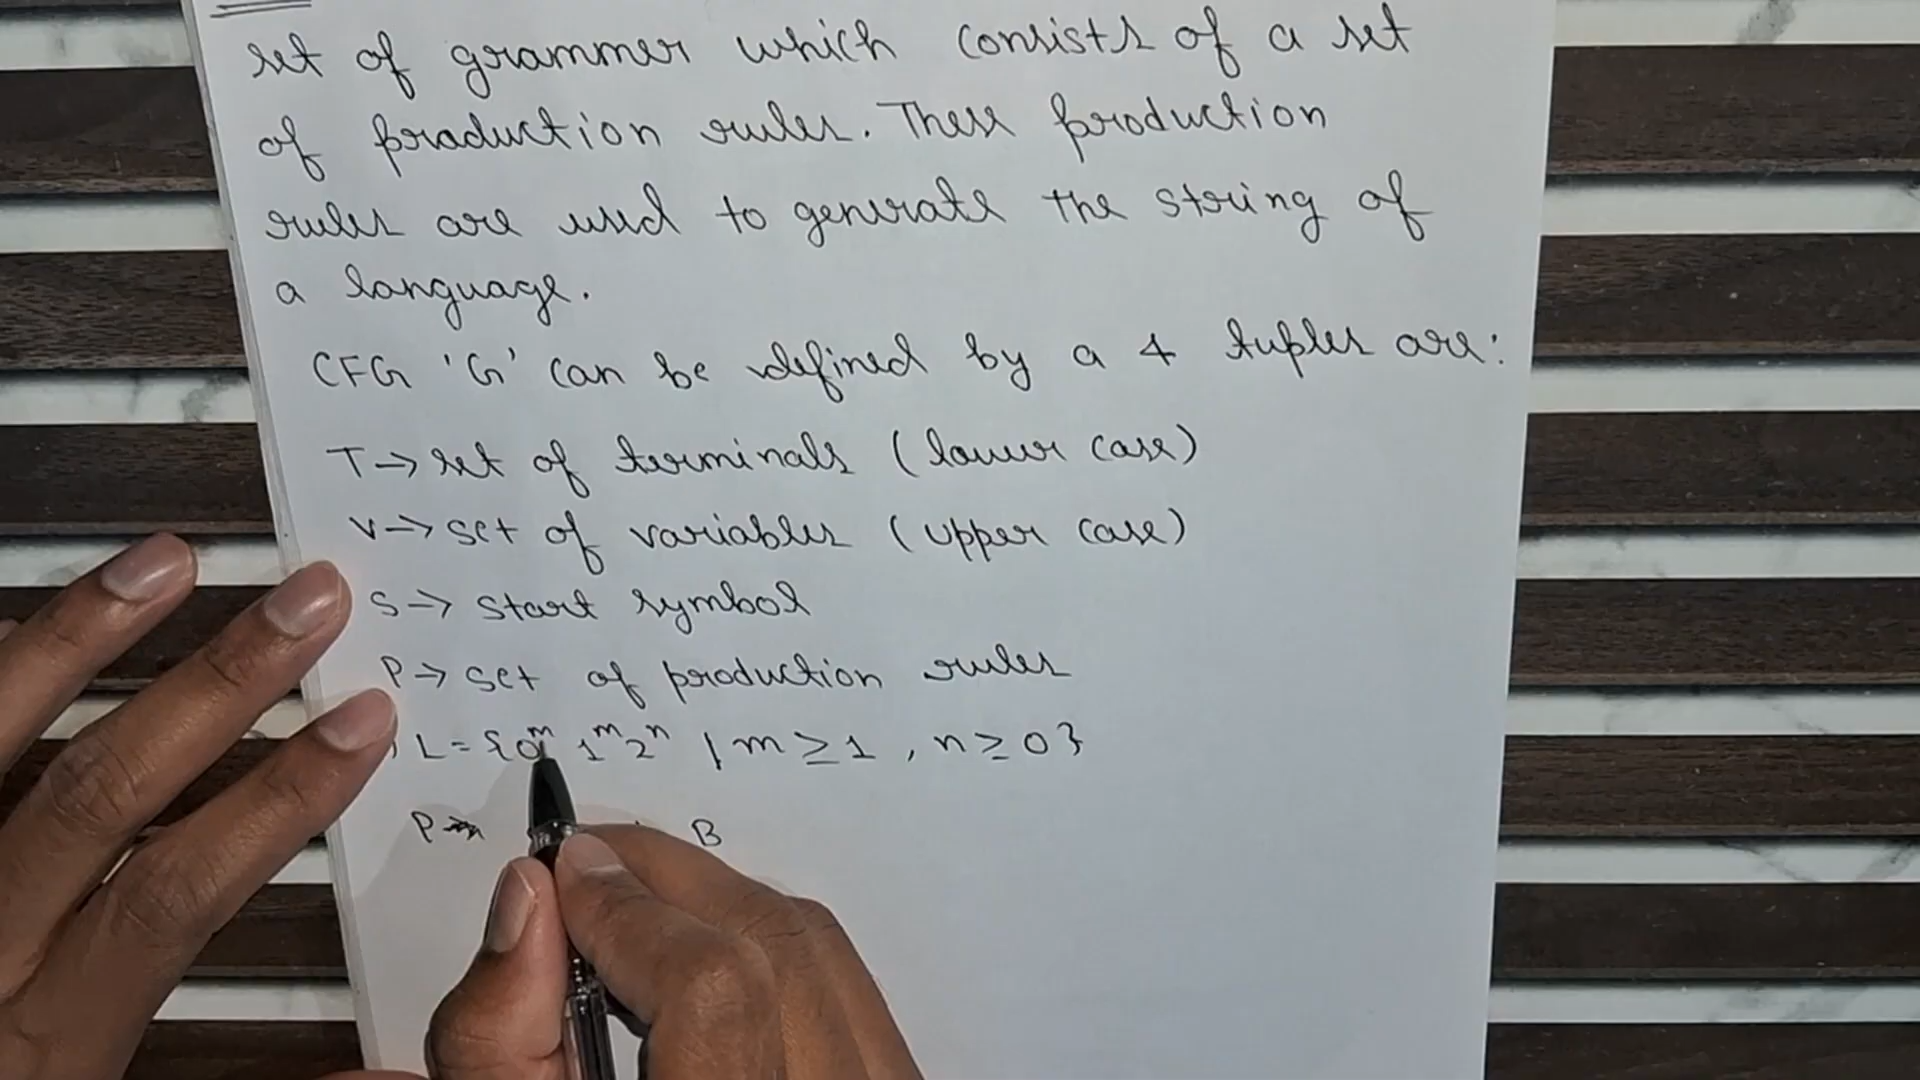 set of grammer which consists of a set
of production rules. These production
rules are used to generate the string of
a language.
CFG 'G' can be defined by a 4 tuples are:
T→ set of terminals (lower case)
V→ set of variables (upper case)
S→ start symbol
P→ set of production rules
L = {0^m 1^m 2^n | m ≥ 1, n ≥ 0}
P→ B